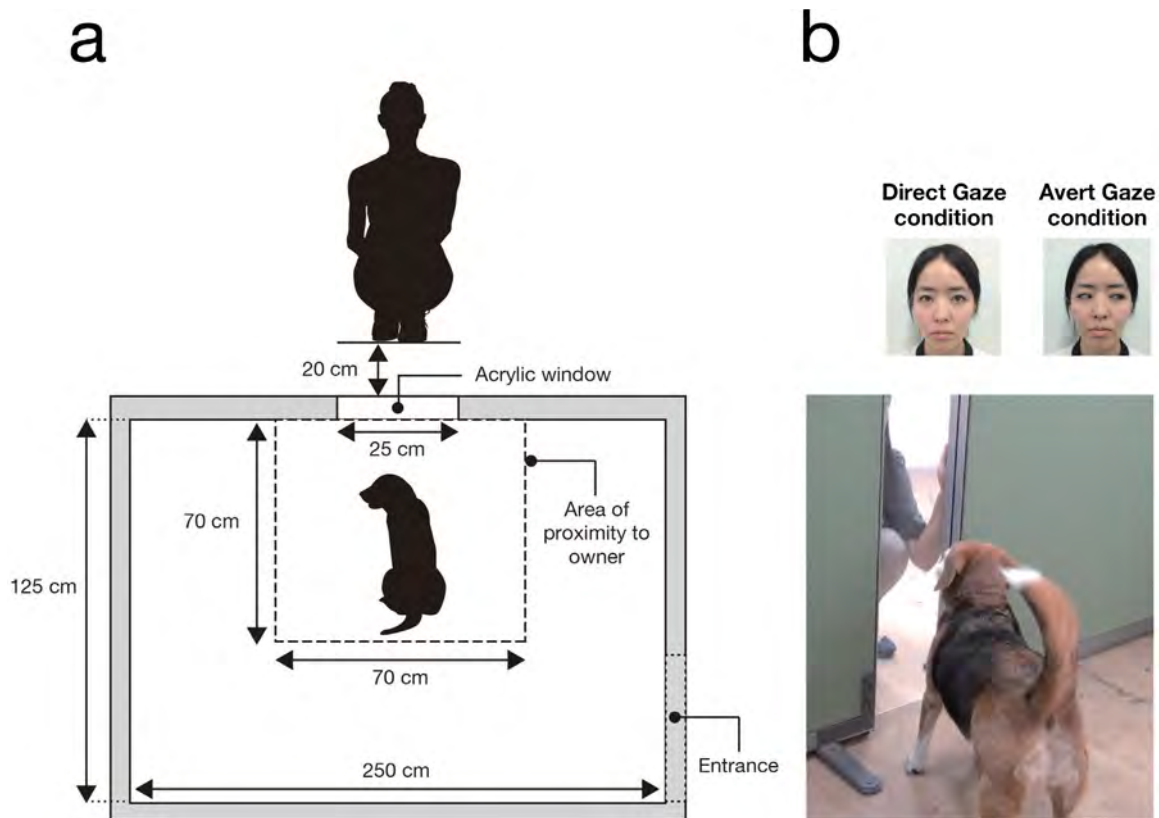 a
b
Direct Gaze
condition
Avert Gaze
condition
20 cm
Acrylic window
25 cm
70 cm
Area of
proximity to
owner
125 cm
70 cm
250 cm
Entrance